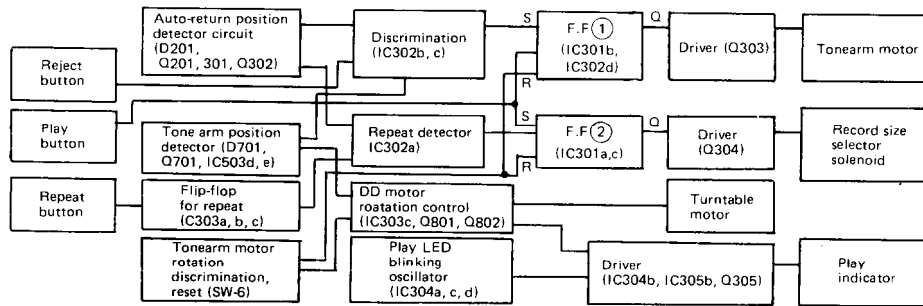 Auto-return position
detector circuit
(D201,
Q201, 301, Q302)
Discrimination
(IC302b, c)
S
F.F ①
(IC301b,
IC302d)
R
Q
Driver (Q303)
Tonearm motor
Reject
button
Play
button
Tone arm position
detector (D701,
Q701, IC503d, e)
Repeat detector
IC302a)
S
F.F ②
(IC301a,c)
R
Q
Driver
(Q304)
Record size
selector
solenoid
Repeat
button
Flip-flop
for repeat
(C303a, b, c)
DD motor
roatation control
(IC303c, Q801, Q802)
Turntable
motor
Tonearm motor
rotation
discrimination,
reset (SW-6)
Play LED
blinking
oscillator
(IC304a, c, d)
Driver
(IC304b, IC305b, Q305)
Play
indicator